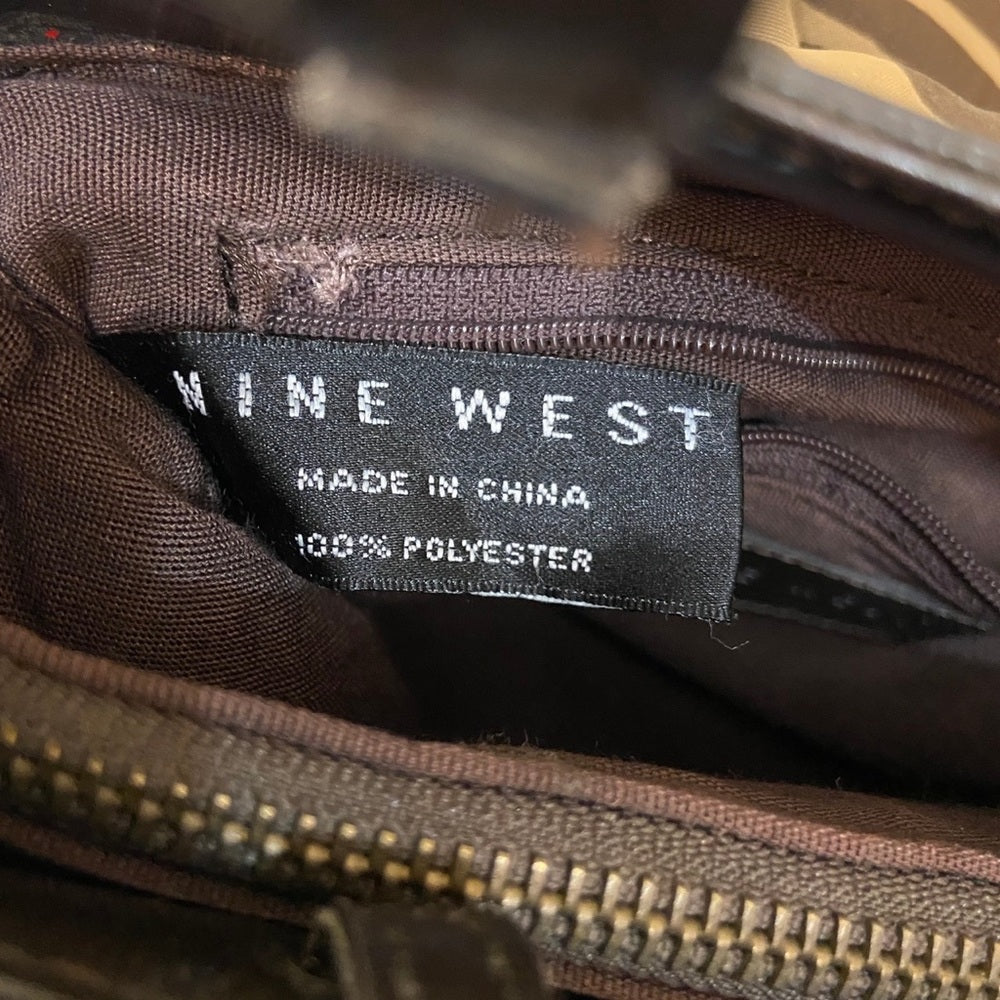 NINE WEST
MADE IN CHINA
100% POLYESTER